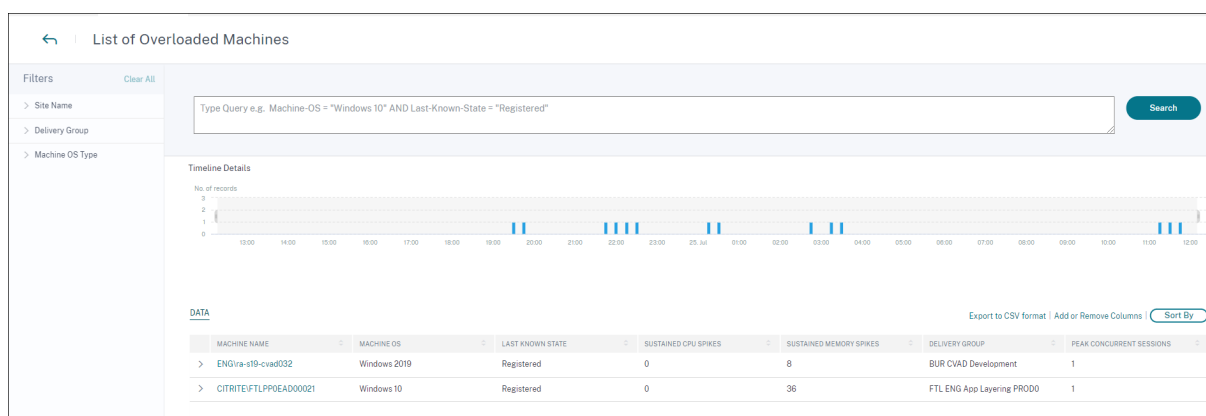 List of Overloaded Machines
Filters Clear All
Site Name
Delivery Group
Machine OS Type
Type Query e.g. Machine-OS = "Windows 10" AND Last-Known-State = "Registered"
Search
Timeline Details
No. of records
3
2
1
0
13:00 14:00 15:00 16:00 17:00 18:00 19:00 20:00 21:00 22:00 23:00 25. Jul 01:00 02:00 03:00 04:00 05:00 06:00 07:00 08:00 09:00 10:00 11:00 12:00
DATA
Export to CSV format | Add or Remove Columns | Sort By
MACHINE NAME MACHINE OS LAST KNOWN STATE SUSTAINED CPU SPIKES SUSTAINED MEMORY SPIKES DELIVERY GROUP PEAK CONCURRENT SESSIONS
ENG\ra-s19-cvad032 Windows 2019 Registered 0 8 BUR CVAD Development 1
CITRITE\FTLPP0EAD00021 Windows 10 Registered 0 36 FTL ENG App Layering PROD0 1